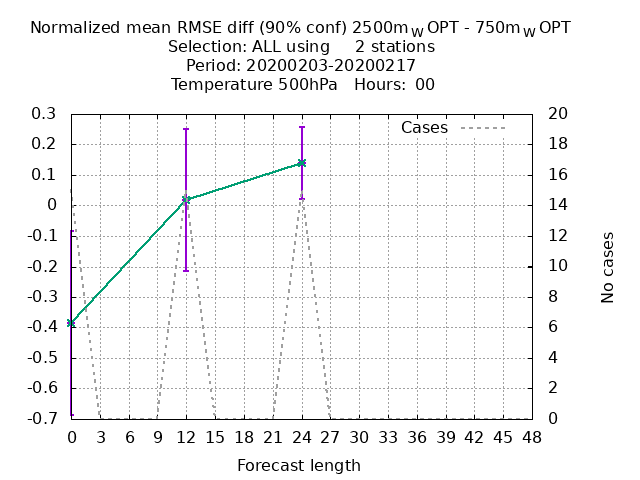 Normalized mean RMSE diff (90% conf) 2500m W OPT - 750m W OPT
Selection: ALL using 2 stations
Period: 20200203-20200217
Temperature 500hPa Hours: 00
Cases
0.3
0.2
0.1
0
-0.1
-0.2
-0.3
-0.4
-0.5
-0.6
-0.7
20
18
16
14
12
10
8
6
4
2
0
No cases
0 3 6 9 12 15 18 21 24 27 30 33 36 39 42 45 48
Forecast length